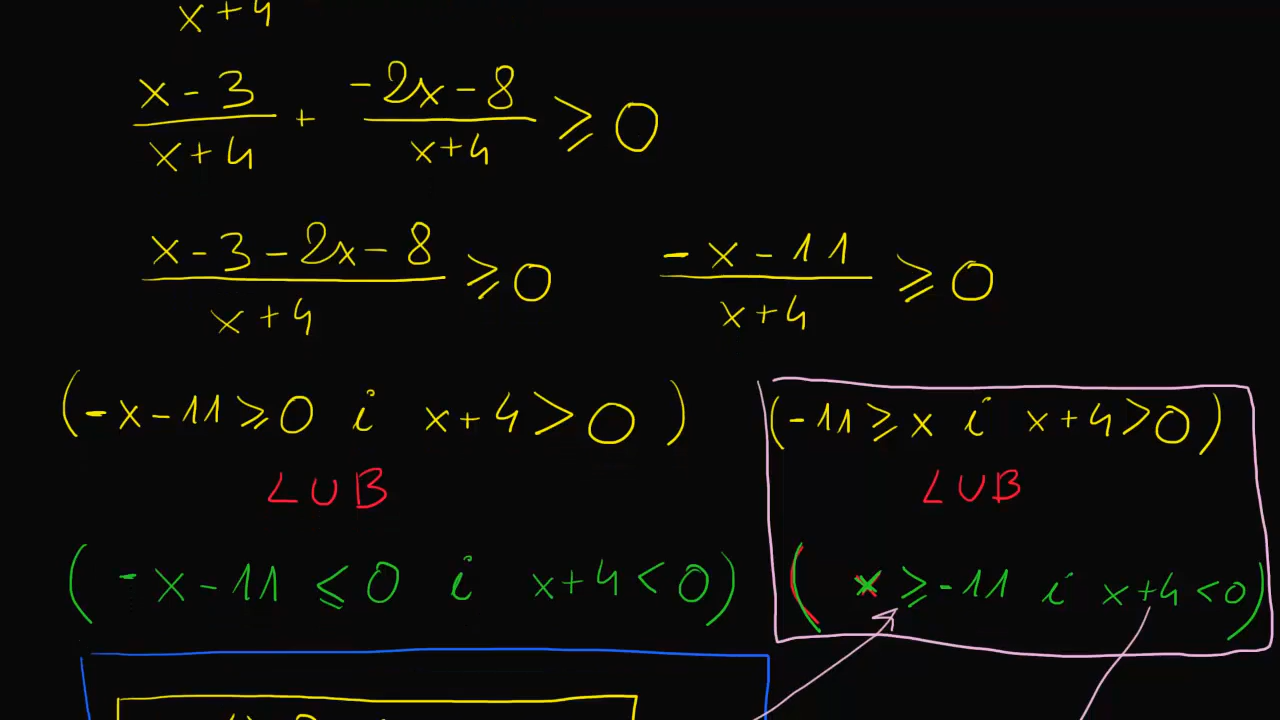 x+4
x-3/x+4 + -2x-8/x+4 ⩾ 0
x-3-2x-8/x+4 ⩾ 0   -x-11/x+4 ⩾ 0
(-x-11⩾0 i x+4>0)   (-11⩾x i x+4>0)
LUB   LUB
(-x-11⩽0 i x+4<0)   (x⩾-11 i x+4<0)